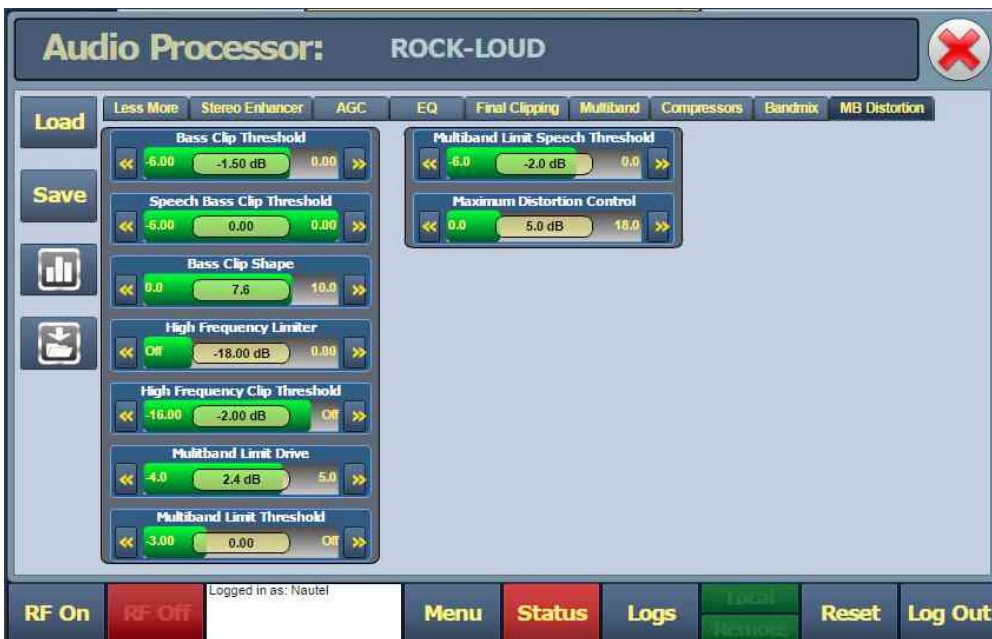 Audio Processor: ROCK-LOUD
Less More Stereo Enhancer AGC EQ Final Clipping Multiband Compressors Bandmix MB Distortion
Load
Save
Bass Clip Threshold
-6.00 -1.50 dB 0.00
Speech Bass Clip Threshold
-6.00 0.00 0.00
Bass Clip Shape
0.0 7.6 10.0
High Frequency Limiter
Off -18.00 dB 0.00
High Frequency Clip Threshold
-16.00 -2.00 dB Off
Mulitband Limit Drive
-4.0 2.4 dB 5.0
Multiband Limit Threshold
-3.00 0.00 Off
Multiband Limit Speech Threshold
-6.0 -2.0 dB 0.0
Maximum Distortion Control
0.0 5.0 dB 18.0
Logged in as: Nautel
RF On RF Off Menu Status Logs Local Reset Log Out
Remote